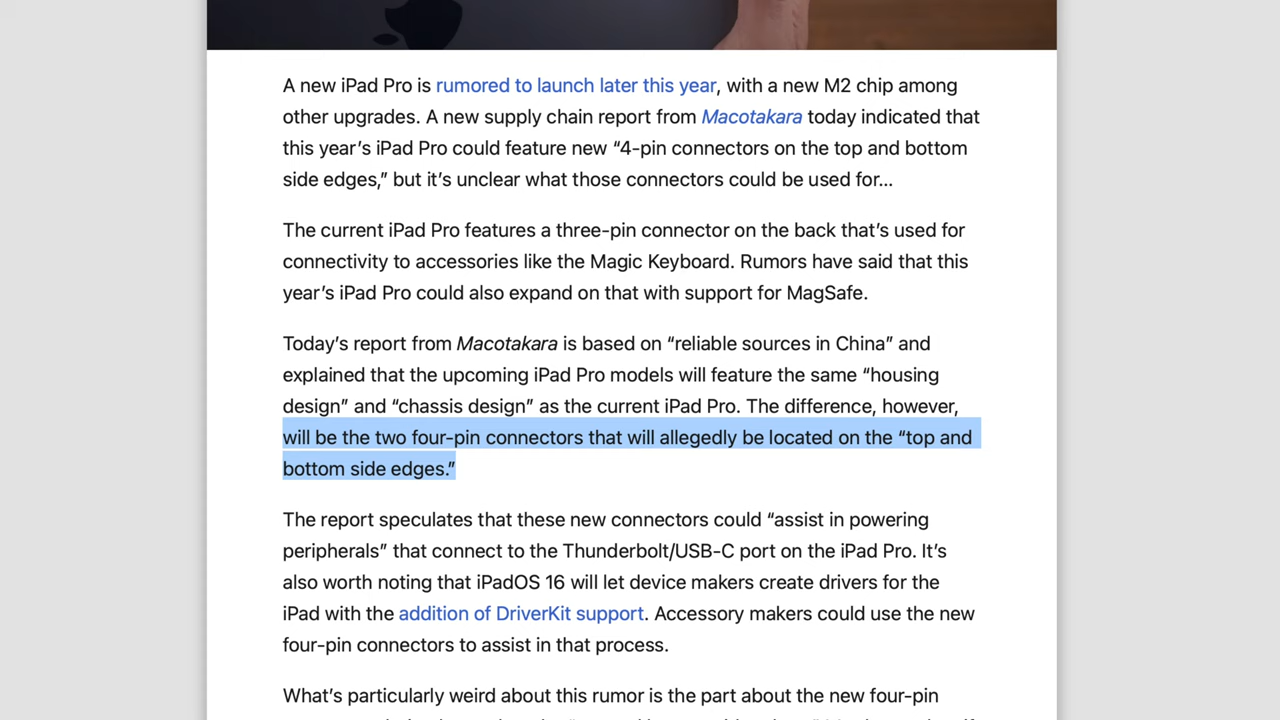 A new iPad Pro is rumored to launch later this year, with a new M2 chip among
other upgrades. A new supply chain report from Macotakara today indicated that
this year’s iPad Pro could feature new “4-pin connectors on the top and bottom
side edges,” but it’s unclear what those connectors could be used for…
The current iPad Pro features a three-pin connector on the back that’s used for
connectivity to accessories like the Magic Keyboard. Rumors have said that this
year’s iPad Pro could also expand on that with support for MagSafe.
Today’s report from Macotakara is based on “reliable sources in China” and
explained that the upcoming iPad Pro models will feature the same “housing
design” and “chassis design” as the current iPad Pro. The difference, however,
will be the two four-pin connectors that will allegedly be located on the “top and
bottom side edges.”
The report speculates that these new connectors could “assist in powering
peripherals” that connect to the Thunderbolt/USB-C port on the iPad Pro. It’s
also worth noting that iPadOS 16 will let device makers create drivers for the
iPad with the addition of DriverKit support. Accessory makers could use the new
four-pin connectors to assist in that process.
What’s particularly weird about this rumor is the part about the new four-pin